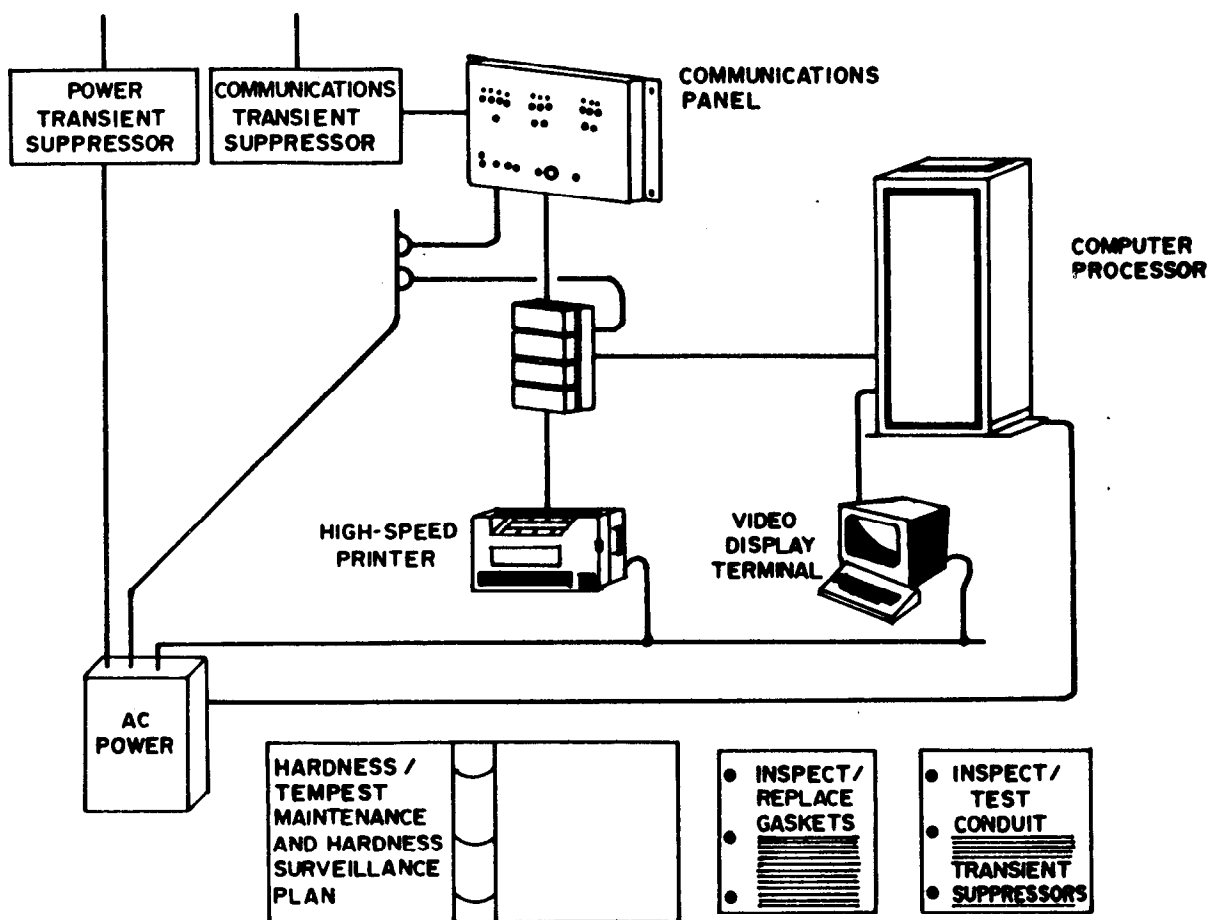 POWER
TRANSIENT
SUPPRESSOR
COMMUNICATIONS
TRANSIENT
SUPPRESSOR
COMMUNICATIONS
PANEL
COMPUTER
PROCESSOR
HIGH-SPEED
PRINTER
VIDEO
DISPLAY
TERMINAL
AC
POWER
HARDNESS /
TEMPEST
MAINTENANCE
AND HARDNESS
SURVEILLANCE
PLAN
INSPECT/
REPLACE
GASKETS
INSPECT/
TEST
CONDUIT
TRANSIENT
SUPPRESSORS